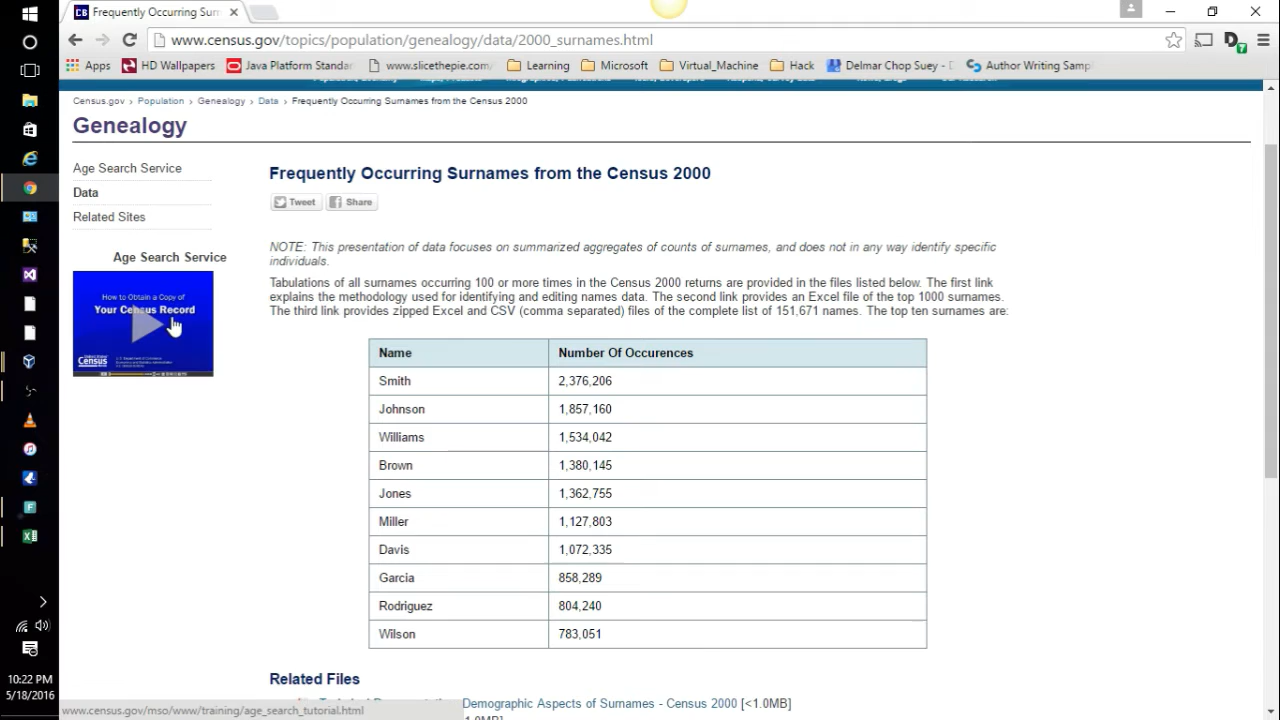 Frequently Occurring Surn
www.census.gov/topics/population/genealogy/data/2000_surnames.html
Apps HD Wallpapers Java Platform Standa www.slicethepie.com Learning Microsoft Virtual_Machine Hack Delmar Chop Suey - D Author Writing Samp
Census.gov › Population › Genealogy › Data › Frequently Occurring Surnames from the Census 2000
Genealogy
Age Search Service
Data
Related Sites
Age Search Service
How to Obtain a Copy of
Your Census Record
Census
Frequently Occurring Surnames from the Census 2000
Tweet Share
NOTE: This presentation of data focuses on summarized aggregates of counts of surnames, and does not in any way identify specific
individuals.
Tabulations of all surnames occurring 100 or more times in the Census 2000 returns are provided in the files listed below. The first link
explains the methodology used for identifying and editing names data. The second link provides an Excel file of the top 1000 surnames.
The third link provides zipped Excel and CSV (comma separated) files of the complete list of 151,671 names. The top ten surnames are:
Name Number Of Occurences
Smith 2,376,206
Johnson 1,857,160
Williams 1,534,042
Brown 1,380,145
Jones 1,362,755
Miller 1,127,803
Davis 1,072,335
Garcia 858,289
Rodriguez 804,240
Wilson 783,051
Related Files
Demographic Aspects of Surnames - Census 2000 [<1.0MB]
www.census.gov/mso/www/training/age_search_tutorial.html
10:22 PM
5/18/2016